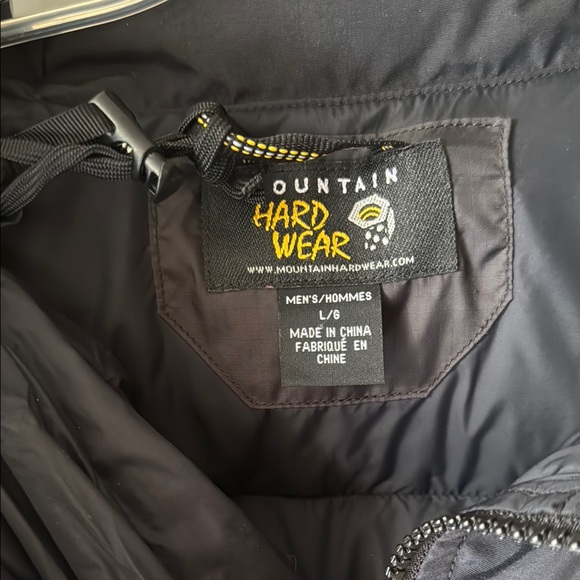 MOUNTAIN
HARD
WEAR
WWW.MOUNTAINHARDWEAR.COM
MEN'S/HOMMES
L/G
MADE IN CHINA
FABRIQUÉ EN
CHINE